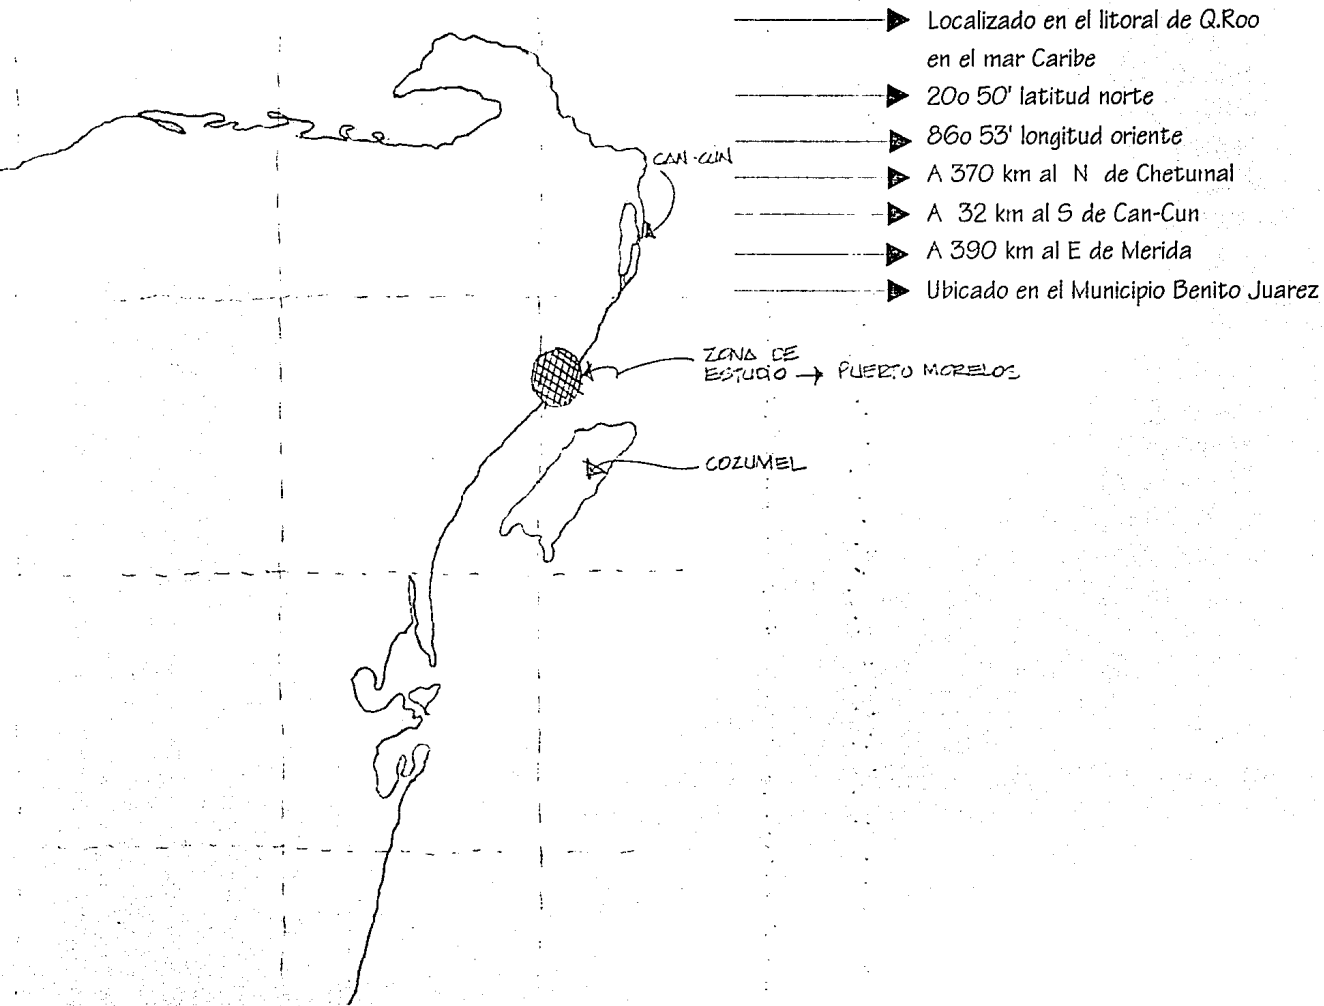 Localizado en el litoral de Q.Roo
en el mar Caribe
20o 50' latitud norte
86o 53' longitud oriente
A 370 km al N de Chetumal
A 32 km al S de Can-Cun
A 390 km al E de Merida
Ubicado en el Municipio Benito Juarez
CAN-CUN
ZONA DE
ESTUDIO → PUERTO MORELOS
COZUMEL